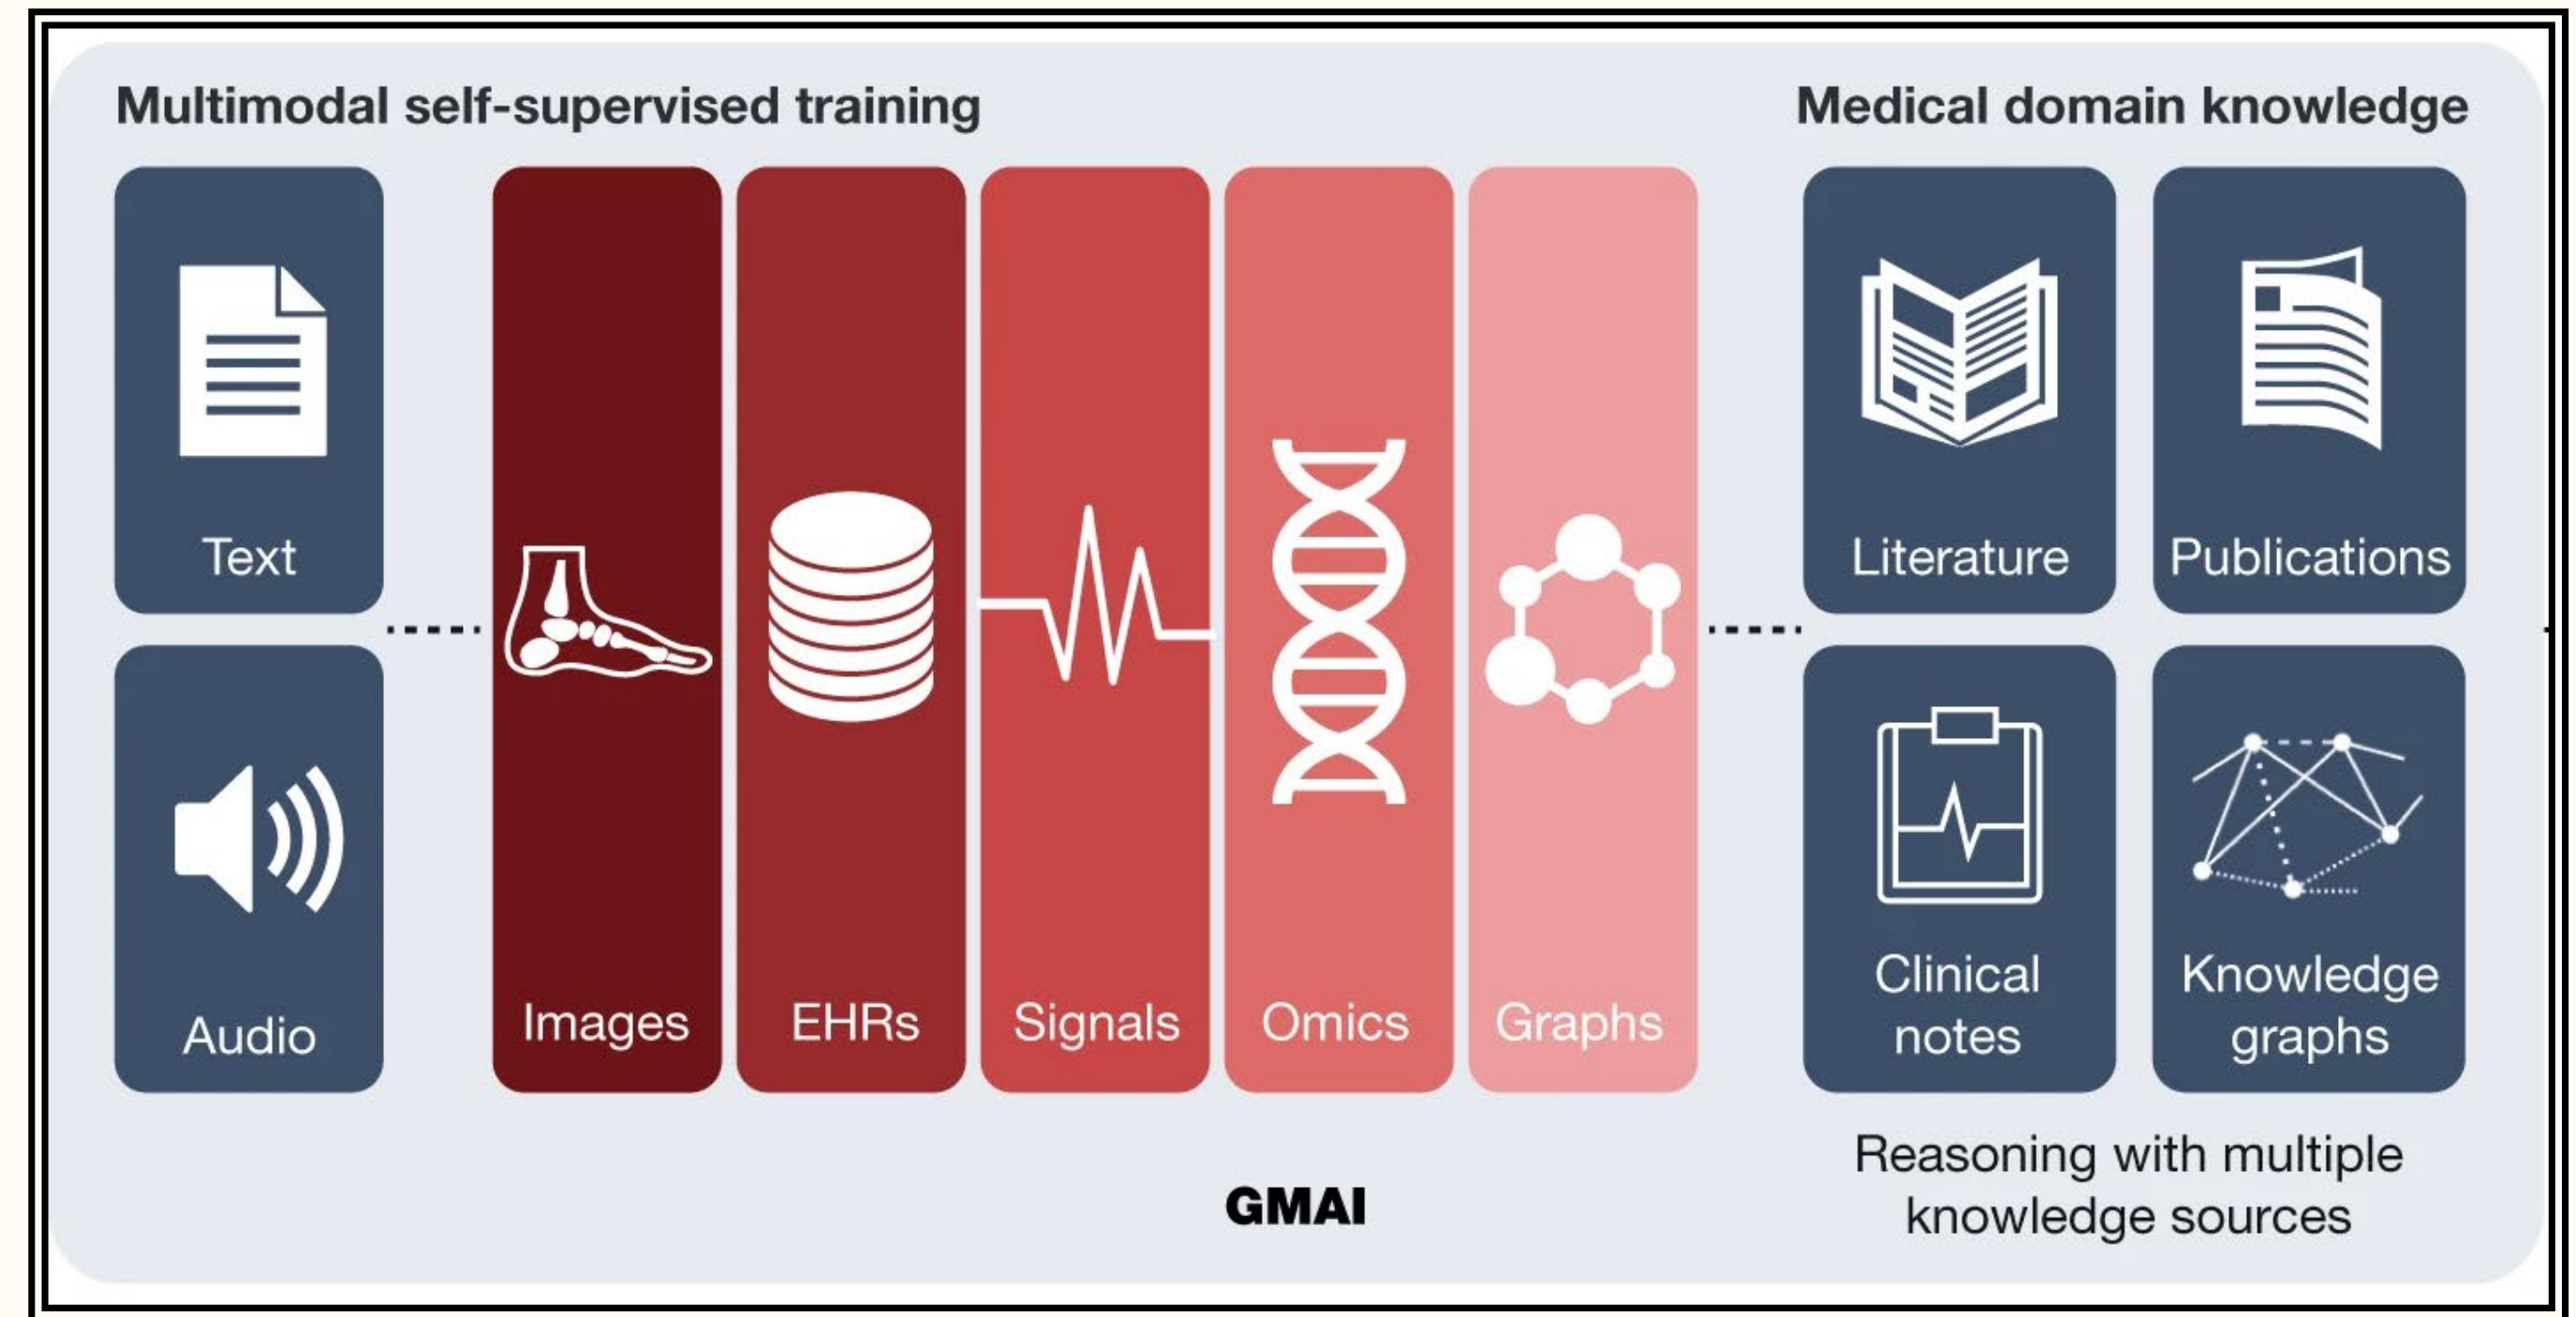 Multimodal self-supervised training
Medical domain knowledge
Text
Audio
Images
EHRs
Signals
Omics
Graphs
Literature
Publications
Clinical
notes
Knowledge
graphs
Reasoning with multiple
knowledge sources
GMAI